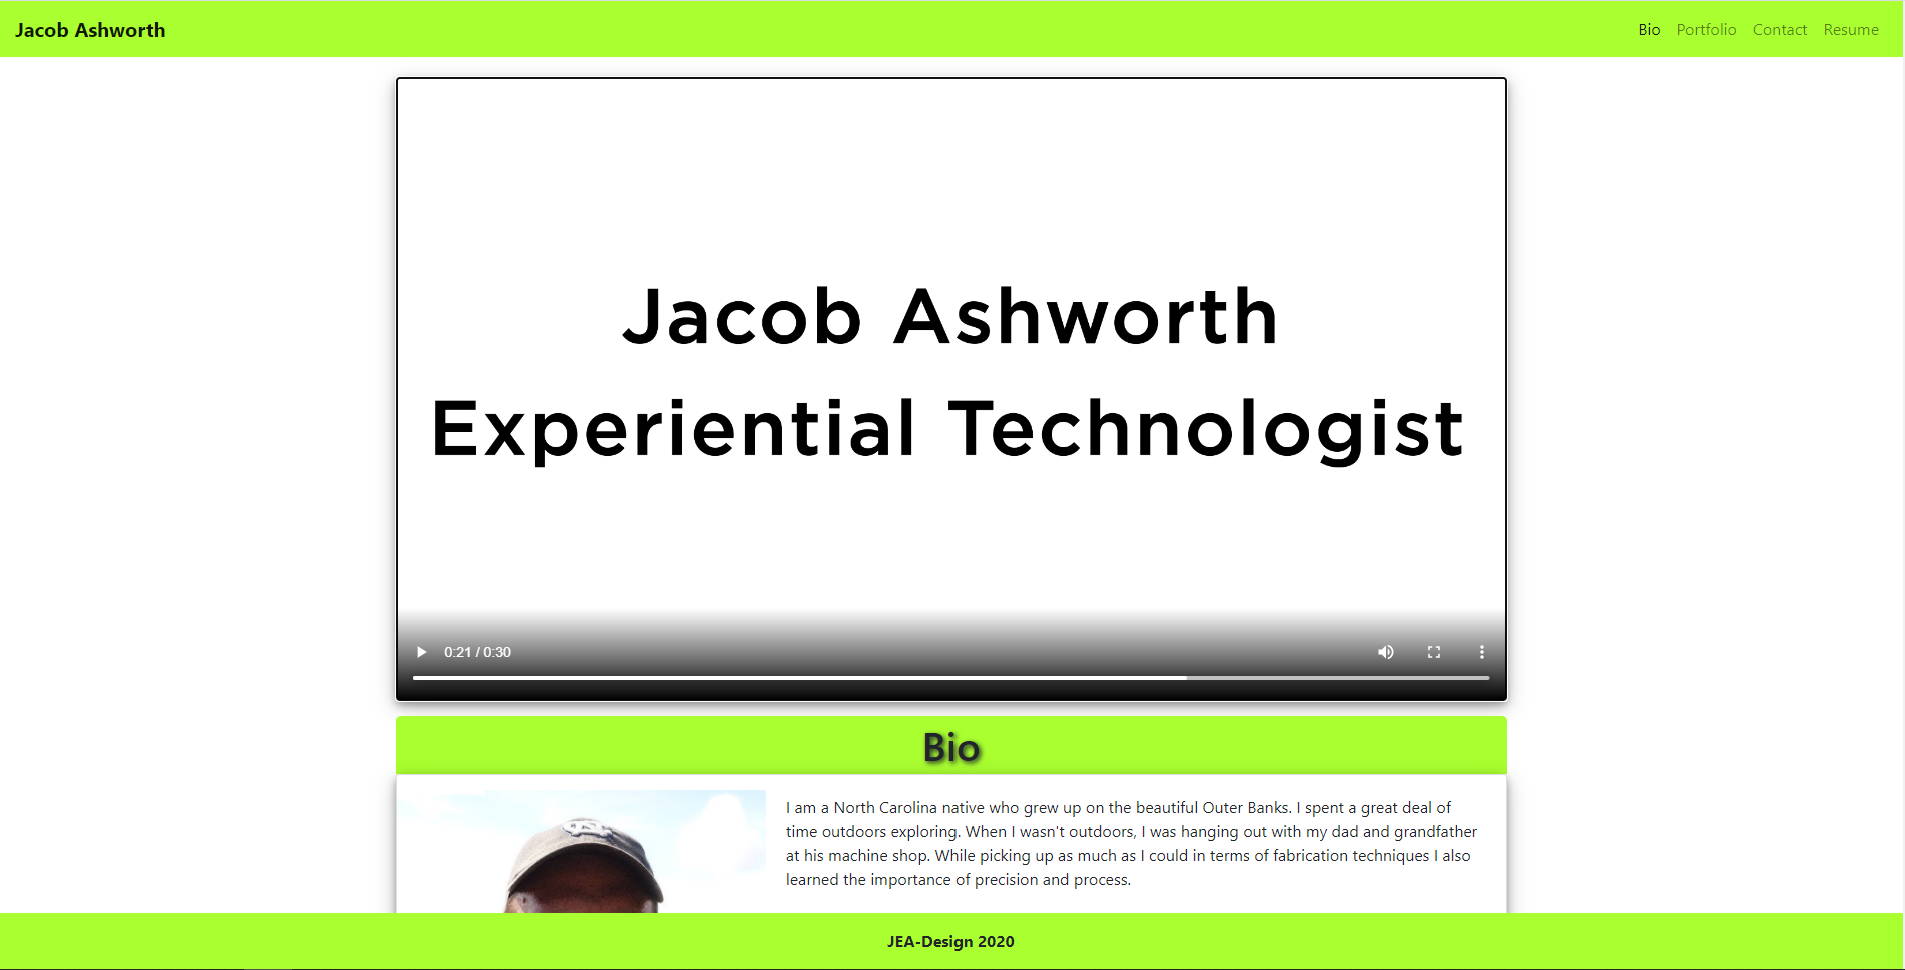 Jacob Ashworth
Bio Portfolio Contact Resume
Jacob Ashworth
Experiential Technologist
0:21 / 0:30
Bio
I am a North Carolina native who grew up on the beautiful Outer Banks. I spent a great deal of
time outdoors exploring. When I wasn't outdoors, I was hanging out with my dad and grandfather
at his machine shop. While picking up as much as I could in terms of fabrication techniques I also
learned the importance of precision and process.
JEA-Design 2020